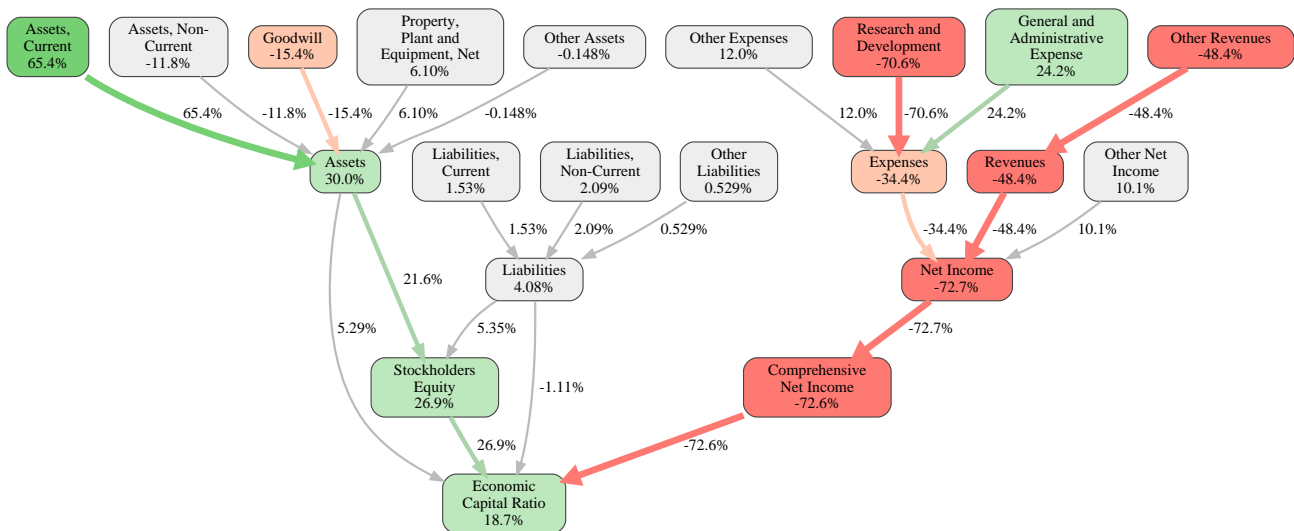 Assets,
Current
65.4%
Assets, Non-
Current
-11.8%
Goodwill
-15.4%
Property,
Plant and
Equipment, Net
6.10%
Other Assets
-0.148%
Other Expenses
12.0%
Research and
Development
-70.6%
General and
Administrative
Expense
24.2%
Other Revenues
-48.4%
65.4%
-11.8%
-15.4%
6.10%
-0.148%
12.0%
-70.6%
24.2%
-48.4%
Assets
30.0%
Liabilities,
Current
1.53%
Liabilities,
Non-Current
2.09%
Other
Liabilities
0.529%
Expenses
-34.4%
Revenues
-48.4%
Other Net
Income
10.1%
1.53%
2.09%
0.529%
-34.4%
-48.4%
10.1%
Liabilities
4.08%
Net Income
-72.7%
21.6%
5.29%
5.35%
-72.7%
Stockholders
Equity
26.9%
-1.11%
Comprehensive
Net Income
-72.6%
26.9%
-72.6%
Economic
Capital Ratio
18.7%